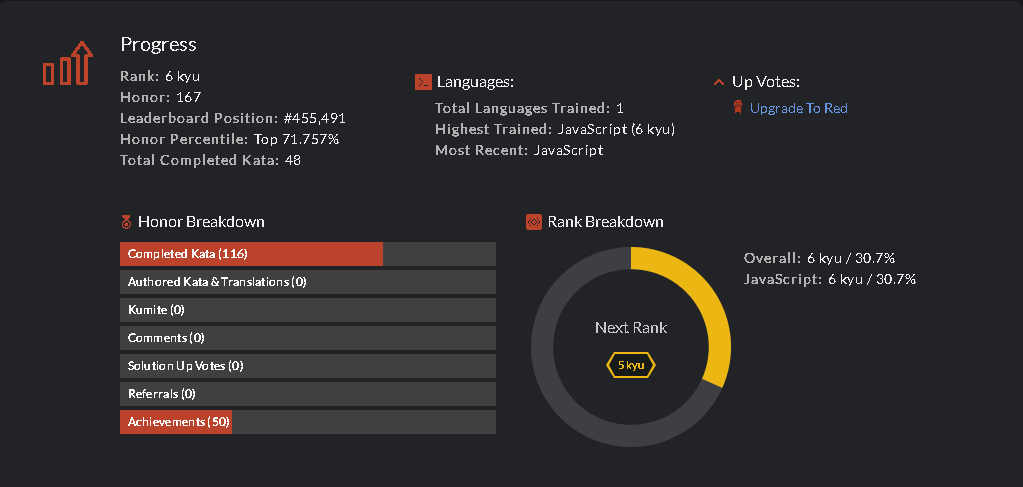 Progress
Rank: 6 kyu
Honor: 167
Leaderboard Position: #455,491
Honor Percentile: Top 71.757%
Total Completed Kata: 48
Languages:
Total Languages Trained: 1
Highest Trained: JavaScript (6 kyu)
Most Recent: JavaScript
Up Votes:
Upgrade To Red
Honor Breakdown
Completed Kata (116)
Authored Kata & Translations (0)
Kumite (0)
Comments (0)
Solution Up Votes (0)
Referrals (0)
Achievements (50)
Rank Breakdown
Next Rank
5 kyu
Overall: 6 kyu / 30.7%
JavaScript: 6 kyu / 30.7%